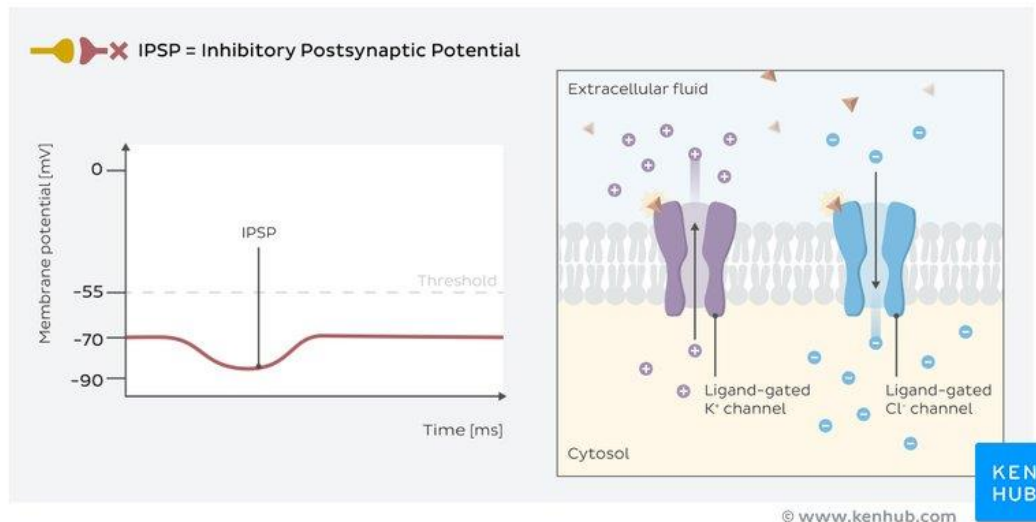 IPSP = Inhibitory Postsynaptic Potential
Membrane potential [mV]
0
-55
-70
-90
IPSP
Threshold
Time [ms]
Extracellular fluid
Ligand-gated
K⁺ channel
Ligand-gated
Cl⁻ channel
Cytosol
KEN
HUB
© www.kenhub.com